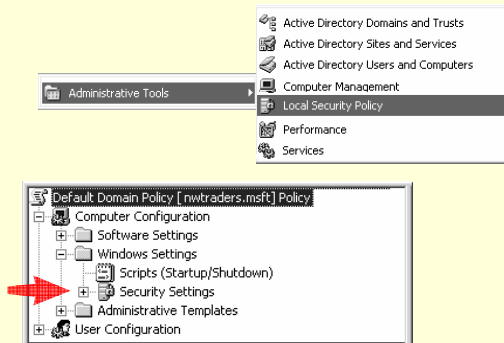 Active Directory Domains and Trusts
Active Directory Sites and Services
Active Directory Users and Computers
Computer Management
Administrative Tools
Local Security Policy
Performance
Services
Default Domain Policy [nwtraders.msft] Policy
Computer Configuration
Software Settings
Windows Settings
Scripts (Startup/Shutdown)
Security Settings
Administrative Templates
User Configuration